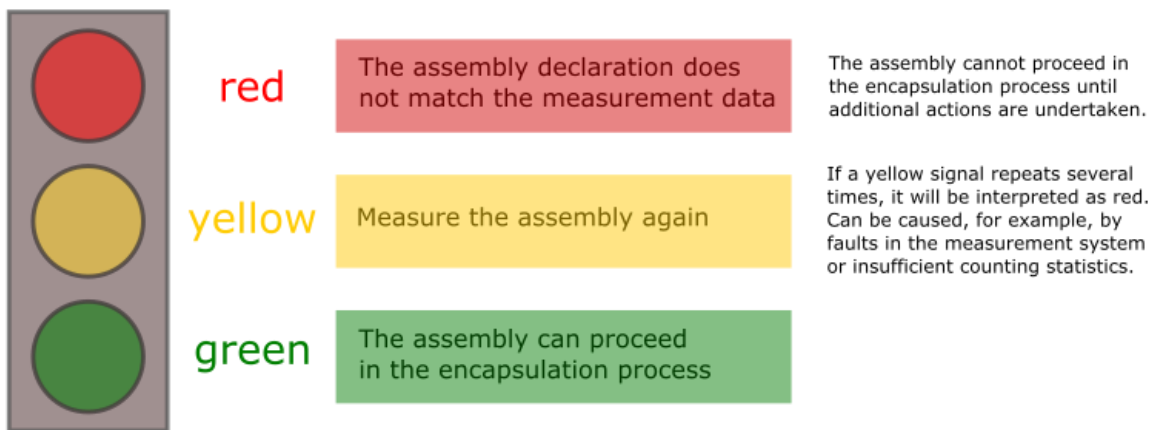 red
The assembly declaration does
not match the measurement data
The assembly cannot proceed in
the encapsulation process until
additional actions are undertaken.
yellow
Measure the assembly again
If a yellow signal repeats several
times, it will be interpreted as red.
Can be caused, for example, by
faults in the measurement system
or insufficient counting statistics.
green
The assembly can proceed
in the encapsulation process